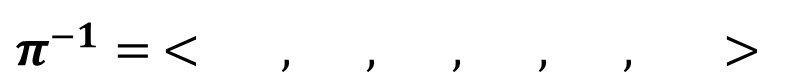 π⁻¹ = < , , , , , >